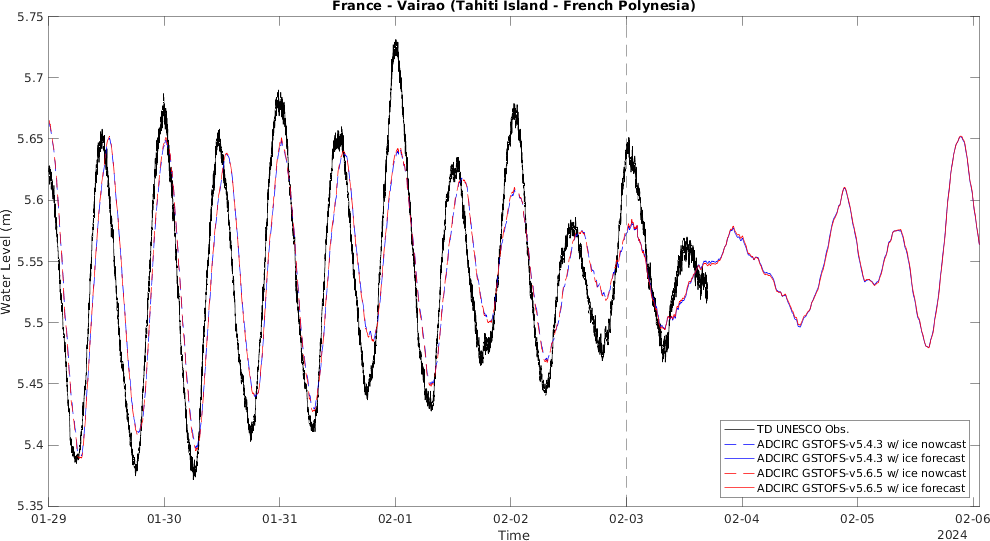 France - Vairao (Tahiti Island - French Polynesia)
Water Level (m)
5.75
5.7
5.65
5.6
5.55
5.5
5.45
5.4
5.35
01-29
01-30
01-31
02-01
02-02
02-03
02-04
02-05
02-06
Time
2024
TD UNESCO Obs.
ADCIRC GSTOFS-v5.4.3 w/ ice nowcast
ADCIRC GSTOFS-v5.4.3 w/ ice forecast
ADCIRC GSTOFS-v5.6.5 w/ ice nowcast
ADCIRC GSTOFS-v5.6.5 w/ ice forecast